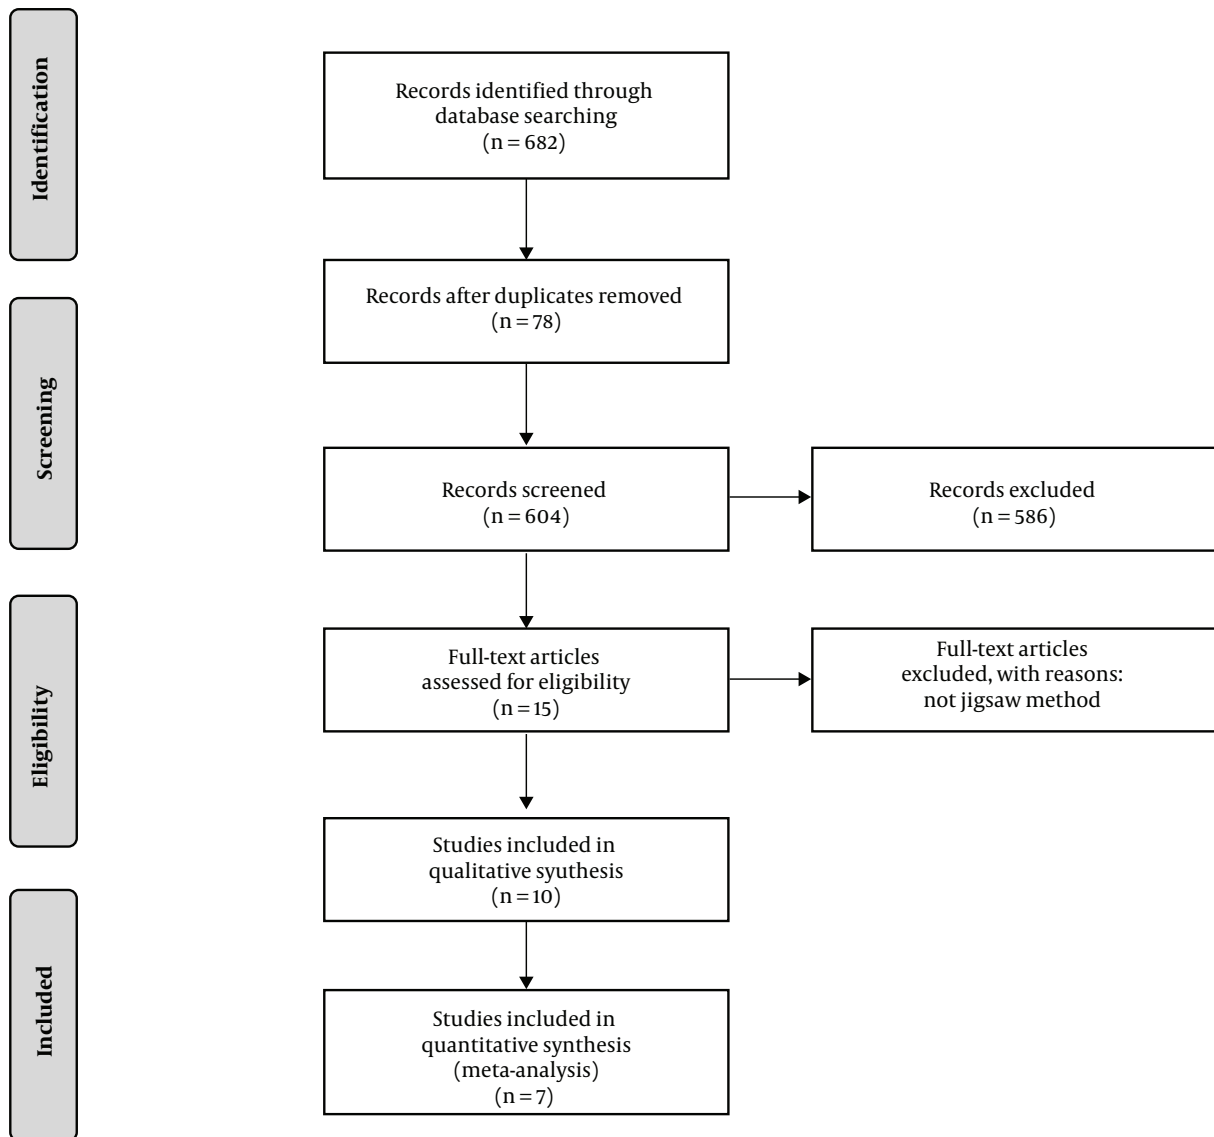 Identification
Records identified through
database searching
(n = 682)
Records after duplicates removed
(n = 78)
Screening
Records screened
(n = 604)
Records excluded
(n = 586)
Eligibility
Full-text articles
assessed for eligibility
(n = 15)
Full-text articles
excluded, with reasons:
not jigsaw method
Studies included in
qualitative syuthesis
(n = 10)
Included
Studies included in
quantitative synthesis
(meta-analysis)
(n = 7)